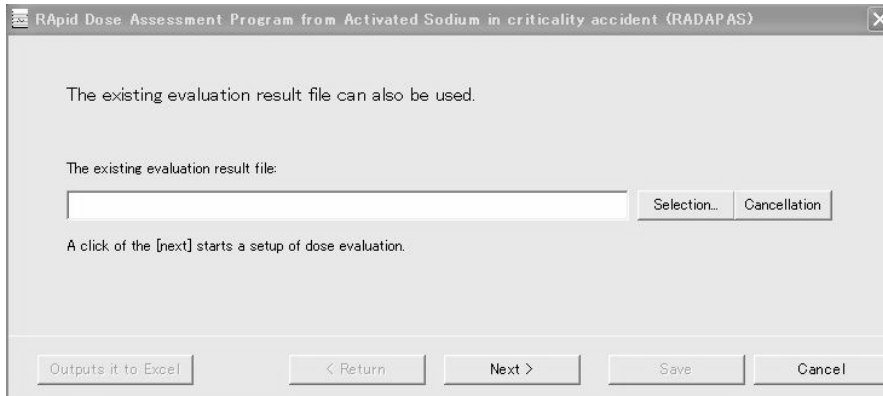 RApid Dose Assessment Program from Activated Sodium in criticality accident (RADAPAS)
The existing evaluation result file can also be used.
The existing evaluation result file:
Selection... Cancellation
A click of the [next] starts a setup of dose evaluation.
Outputs it to Excel < Return Next > Save Cancel